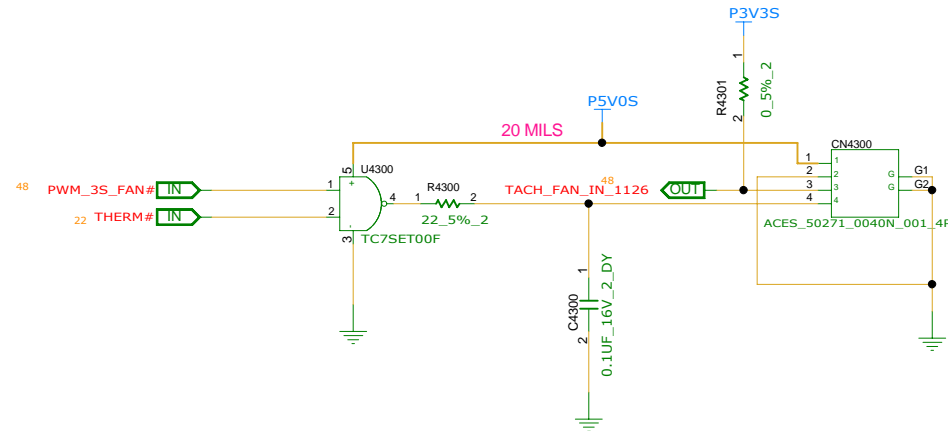 P3V3S
1
R4301
0_5%_2
2
P5V0S
20 MILS
CN4300
5
U4300
1
1
G
G1
48
PWM_3S_FAN#
IN
1
+
R4300
TACH_FAN_IN_1126
48
OUT
2
2
G
G2
3
3
22
THERM#
IN
2
-
4
1
2
4
4
22_5%_2
3
TC7SET00F
ACES_50271_0040N_001_4P
1
C4300
0.1UF_16V_2_DY
2